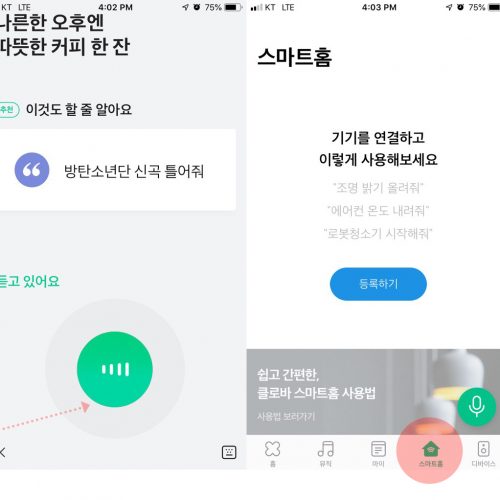 KT LTE 4:02 PM 75%
나른한 오후엔
따뜻한 커피 한 잔
추천 이것도 할 줄 알아요
방탄소년단 신곡 틀어줘
듣고 있어요
KT LTE 4:03 PM 75%
스마트홈
기기를 연결하고
이렇게 사용해보세요
"조명 밝기 올려줘"
"에어컨 온도 내려줘"
"로봇청소기 시작해줘"
등록하기
쉽고 간편한,
클로바 스마트홈 사용법
사용법 보러가기
홈 뮤직 마이 스마트홈 디바이스